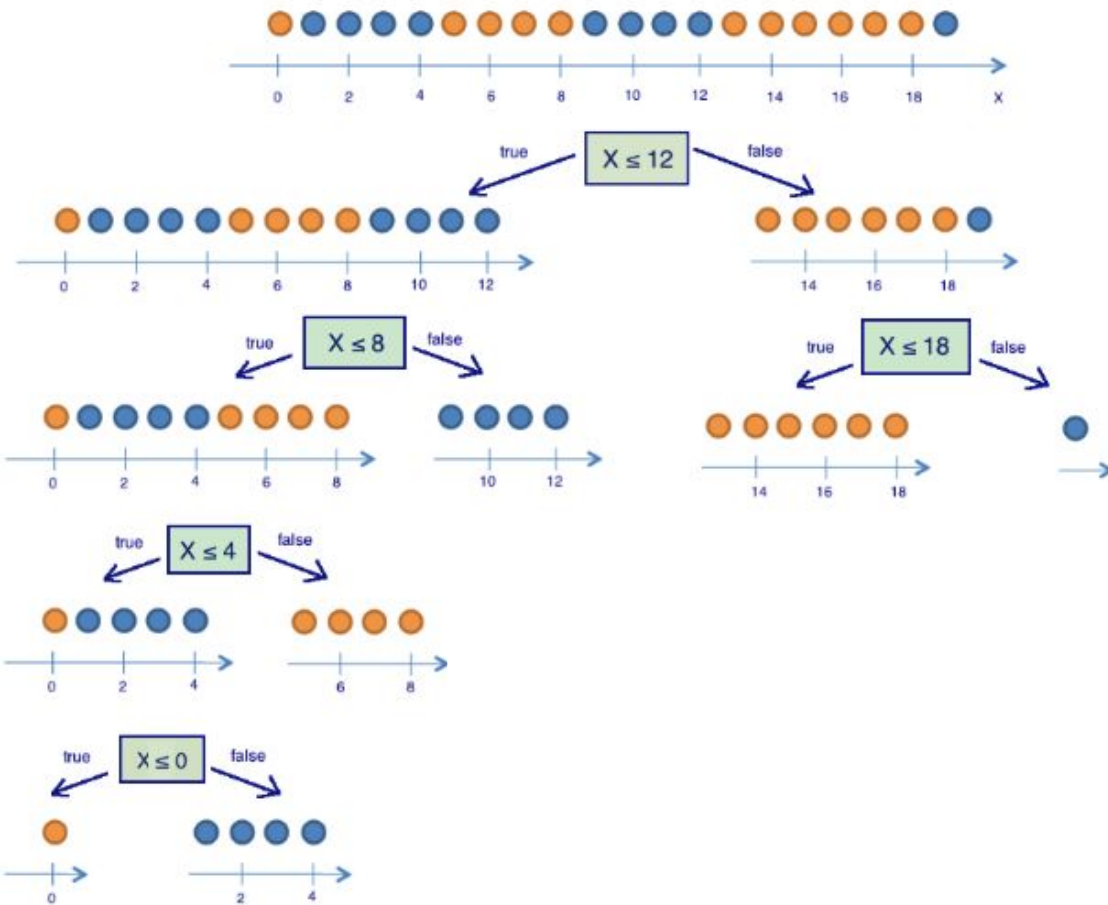 0 2 4 6 8 10 12 14 16 18 X
true X ≤ 12 false
0 2 4 6 8 10 12
14 16 18
true X ≤ 8 false
true X ≤ 18 false
0 2 4 6 8
10 12
14 16 18
true X ≤ 4 false
0 2 4
6 8
true X ≤ 0 false
0
2 4